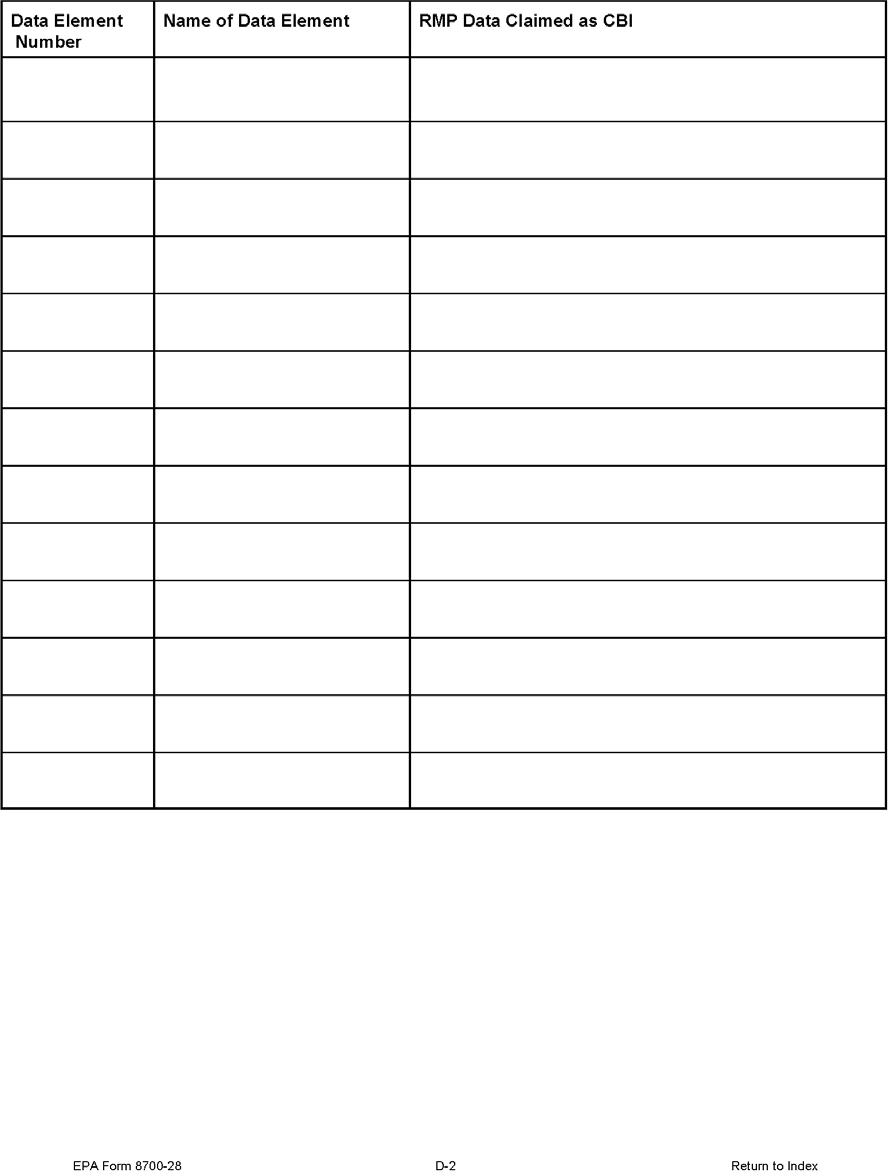 Data Element Name of Data Element RMP Data Claimed as CBI
Number
EPA Form 8700-28 D-2 Return to Index